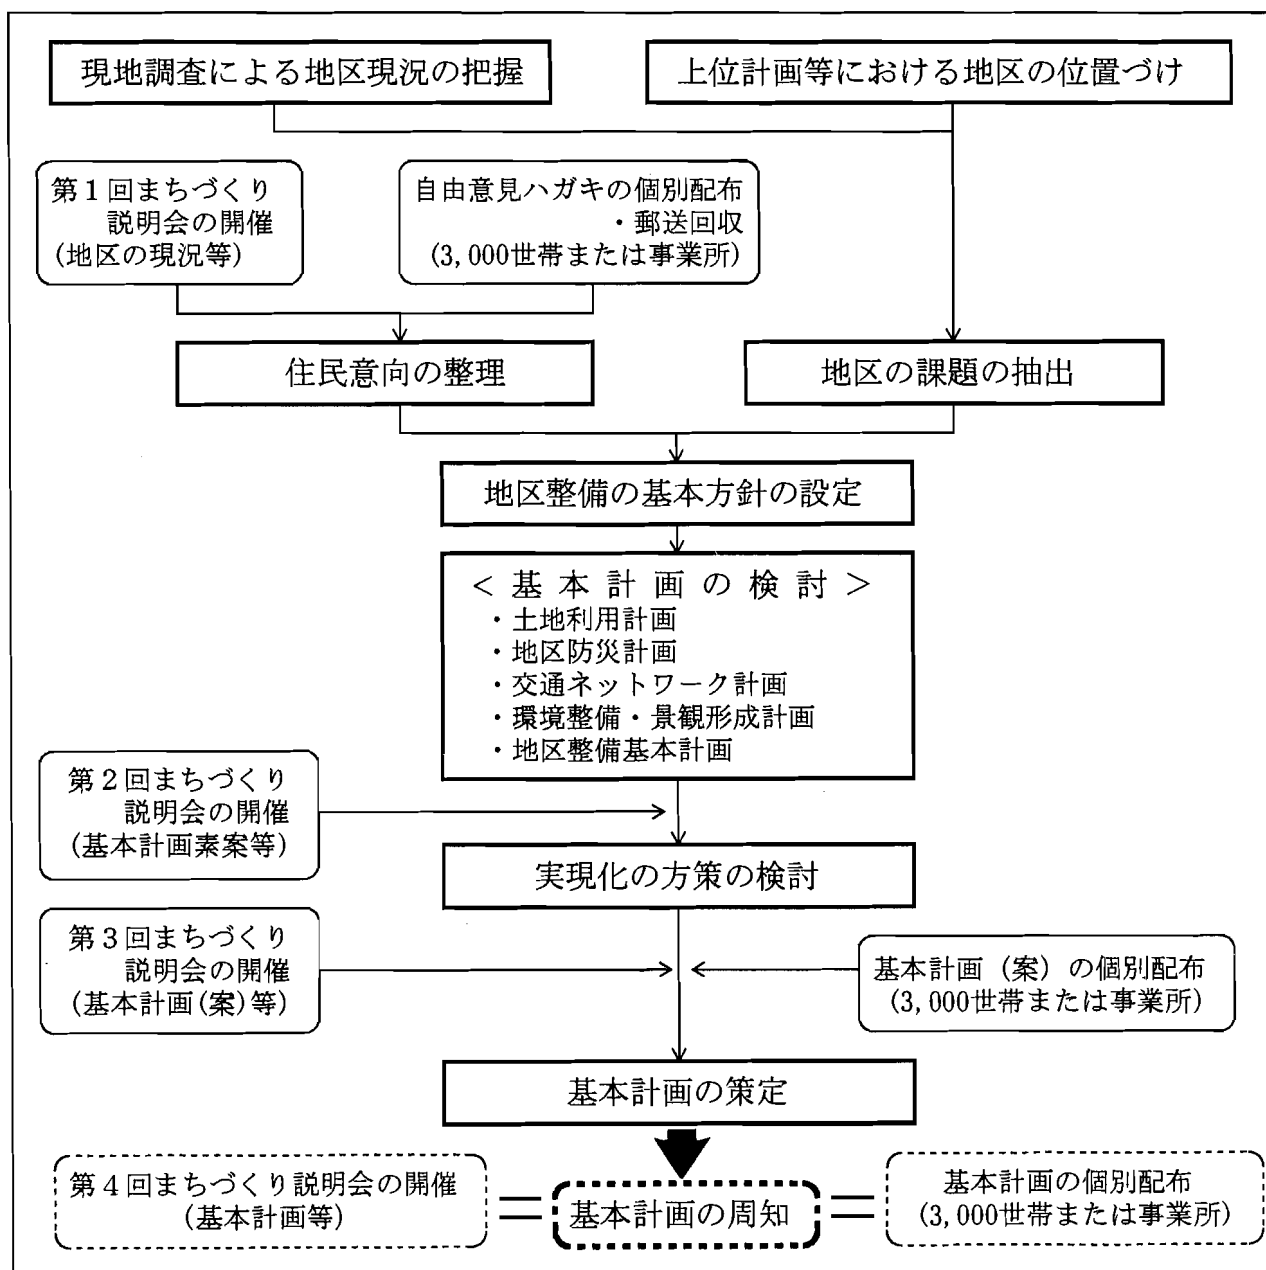 現地調査による地区現況の把握
上位計画等における地区の位置づけ
第1回まちづくり
説明会の開催
(地区の現況等)
自由意見ハガキの個別配布
・郵送回収
(3,000世帯または事業所)
住民意向の整理
地区の課題の抽出
地区整備の基本方針の設定
<基本計画の検討>
・土地利用計画
・地区防災計画
・交通ネットワーク計画
・環境整備・景観形成計画
・地区整備基本計画
第2回まちづくり
説明会の開催
(基本計画素案等)
実現化の方策の検討
第3回まちづくり
説明会の開催
(基本計画(案)等)
基本計画(案)の個別配布
(3,000世帯または事業所)
基本計画の策定
第4回まちづくり説明会の開催
(基本計画等)
基本計画の周知
基本計画の個別配布
(3,000世帯または事業所)